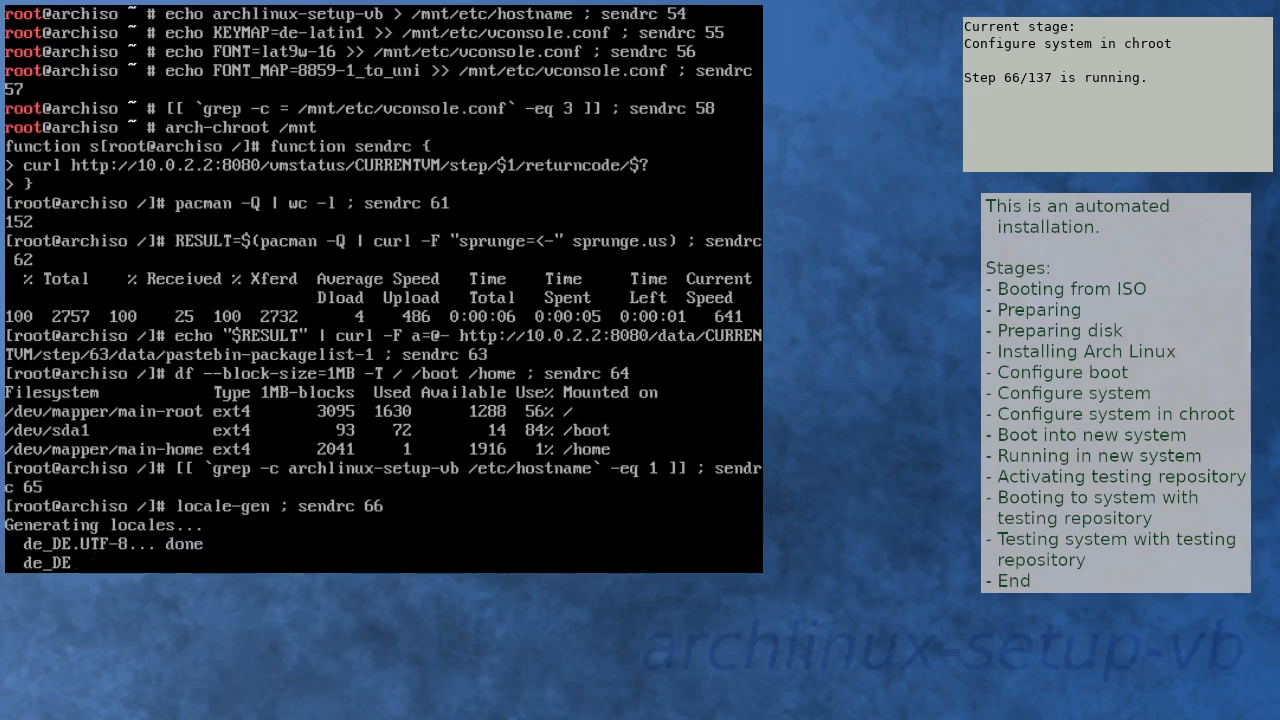 root@archiso ~ # echo archlinux-setup-vb > /mnt/etc/hostname ; sendrc 54
root@archiso ~ # echo KEYMAP=de-latin1 >> /mnt/etc/vconsole.conf ; sendrc 55
root@archiso ~ # echo FONT=lat9w-16 >> /mnt/etc/vconsole.conf ; sendrc 56
root@archiso ~ # echo FONT_MAP=8859-1_to_uni >> /mnt/etc/vconsole.conf ; sendrc
57
root@archiso ~ # [[ `grep -c = /mnt/etc/vconsole.conf` -eq 3 ]] ; sendrc 58
root@archiso ~ # arch-chroot /mnt
function s[root@archiso /]# function sendrc {
> curl http://10.0.2.2:8080/vmstatus/CURRENTVM/step/$1/returncode/$?
> }
[root@archiso /]# pacman -Q | wc -l ; sendrc 61
152
[root@archiso /]# RESULT=$(pacman -Q | curl -F "sprunge=<-" sprunge.us) ; sendrc
 62
  % Total    % Received % Xferd  Average Speed   Time    Time     Time  Current
                                 Dload  Upload   Total   Spent    Left  Speed
100  2757  100    25  100  2732      4    486  0:00:06  0:00:05  0:00:01   641
[root@archiso /]# echo "$RESULT" | curl -F a=@- http://10.0.2.2:8080/data/CURREN
TVM/step/63/data/pastebin-packagelist-1 ; sendrc 63
[root@archiso /]# df --block-size=1MB -T / /boot /home ; sendrc 64
Filesystem            Type 1MB-blocks  Used Available Use% Mounted on
/dev/mapper/main-root ext4       3095  1630      1288  56% /
/dev/sda1             ext4         93    72        14  84% /boot
/dev/mapper/main-home ext4       2041     1      1916   1% /home
[root@archiso /]# [[ `grep -c archlinux-setup-vb /etc/hostname` -eq 1 ]] ; sendr
c 65
[root@archiso /]# locale-gen ; sendrc 66
Generating locales...
  de_DE.UTF-8... done
  de_DE
Current stage:
Configure system in chroot
Step 66/137 is running.
This is an automated
installation.
Stages:
- Booting from ISO
- Preparing
- Preparing disk
- Installing Arch Linux
- Configure boot
- Configure system
- Configure system in chroot
- Boot into new system
- Running in new system
- Activating testing repository
- Booting to system with
testing repository
- Testing system with testing
repository
- End
archlinux-setup-vb